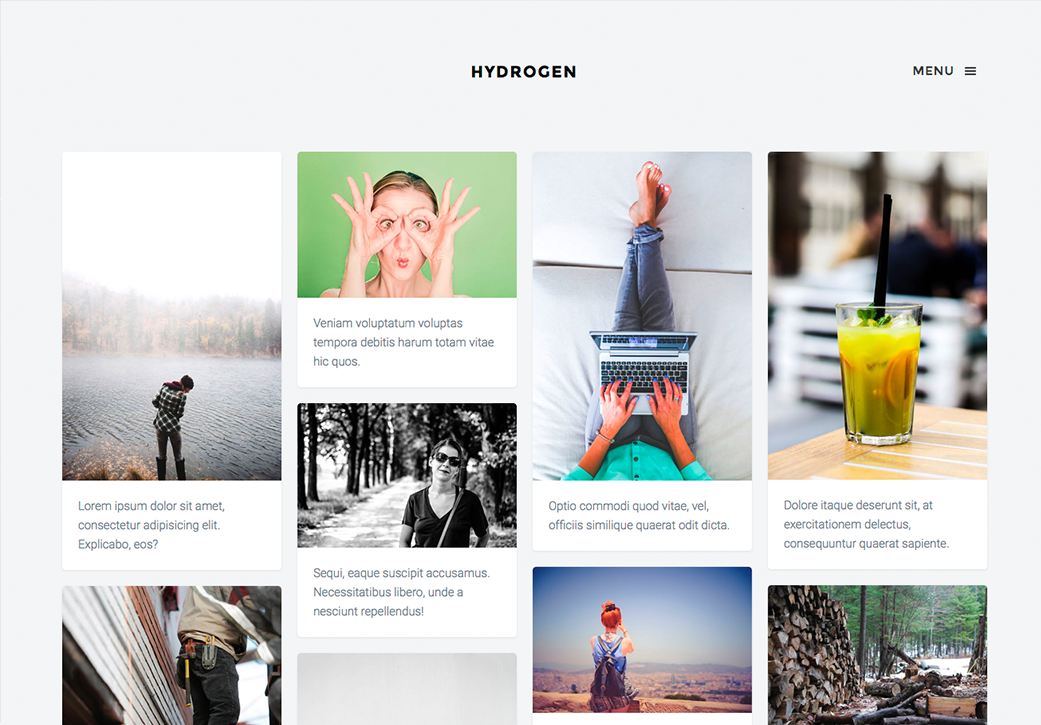 HYDROGEN
MENU
Lorem ipsum dolor sit amet,
consectetur adipisicing elit.
Explicabo, eos?
Veniam voluptatum voluptas
tempora debitis harum totam vitae
hic quos.
Sequi, eaque suscipit accusamus.
Necessitatibus libero, unde a
nesciunt repellendus!
Optio commodi quod vitae, vel,
officiis similique quaerat odit dicta.
Dolore itaque deserunt sit, at
exercitationem delectus,
consequuntur quaerat sapiente.